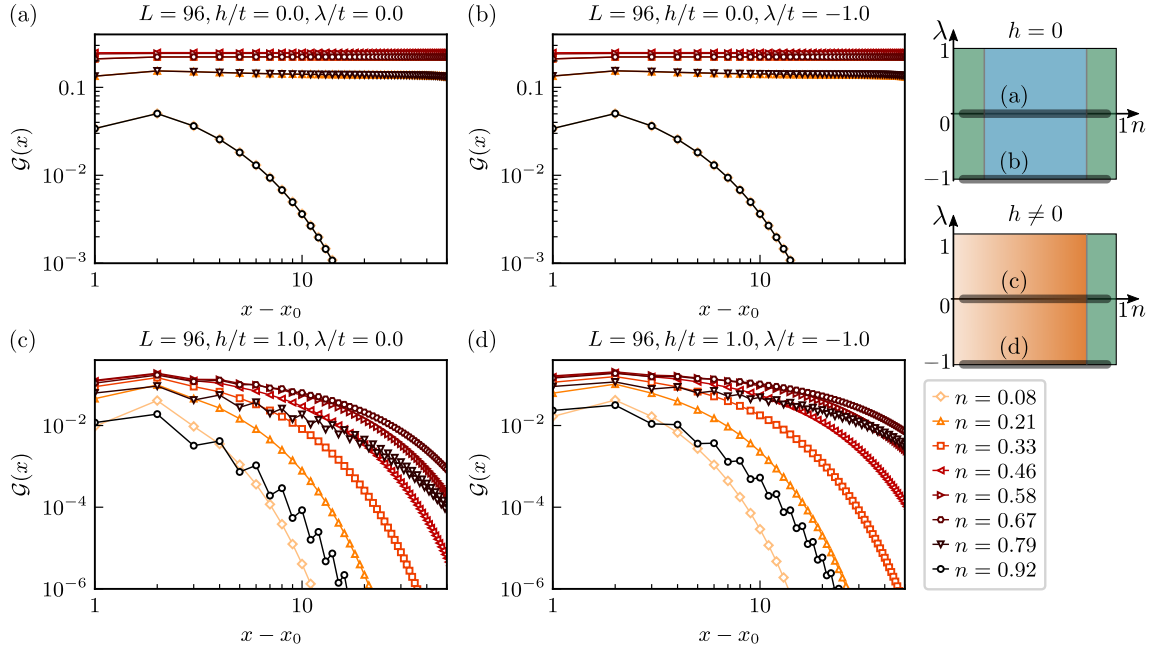 (a) L = 96, h/t = 0.0, λ/t = 0.0
0.1
10⁻²
10⁻³
G(x)
1
10
x − x₀
(b) L = 96, h/t = 0.0, λ/t = −1.0
0.1
10⁻²
10⁻³
G(x)
1
10
x − x₀
λ h = 0
1
(a)
0
1 n
(b)
−1
λ h ≠ 0
1
(c)
0
1 n
(d)
−1
(c) L = 96, h/t = 1.0, λ/t = 0.0
10⁻²
10⁻⁴
10⁻⁶
G(x)
1
10
x − x₀
(d) L = 96, h/t = 1.0, λ/t = −1.0
10⁻²
10⁻⁴
10⁻⁶
G(x)
1
10
x − x₀
n = 0.08
n = 0.21
n = 0.33
n = 0.46
n = 0.58
n = 0.67
n = 0.79
n = 0.92